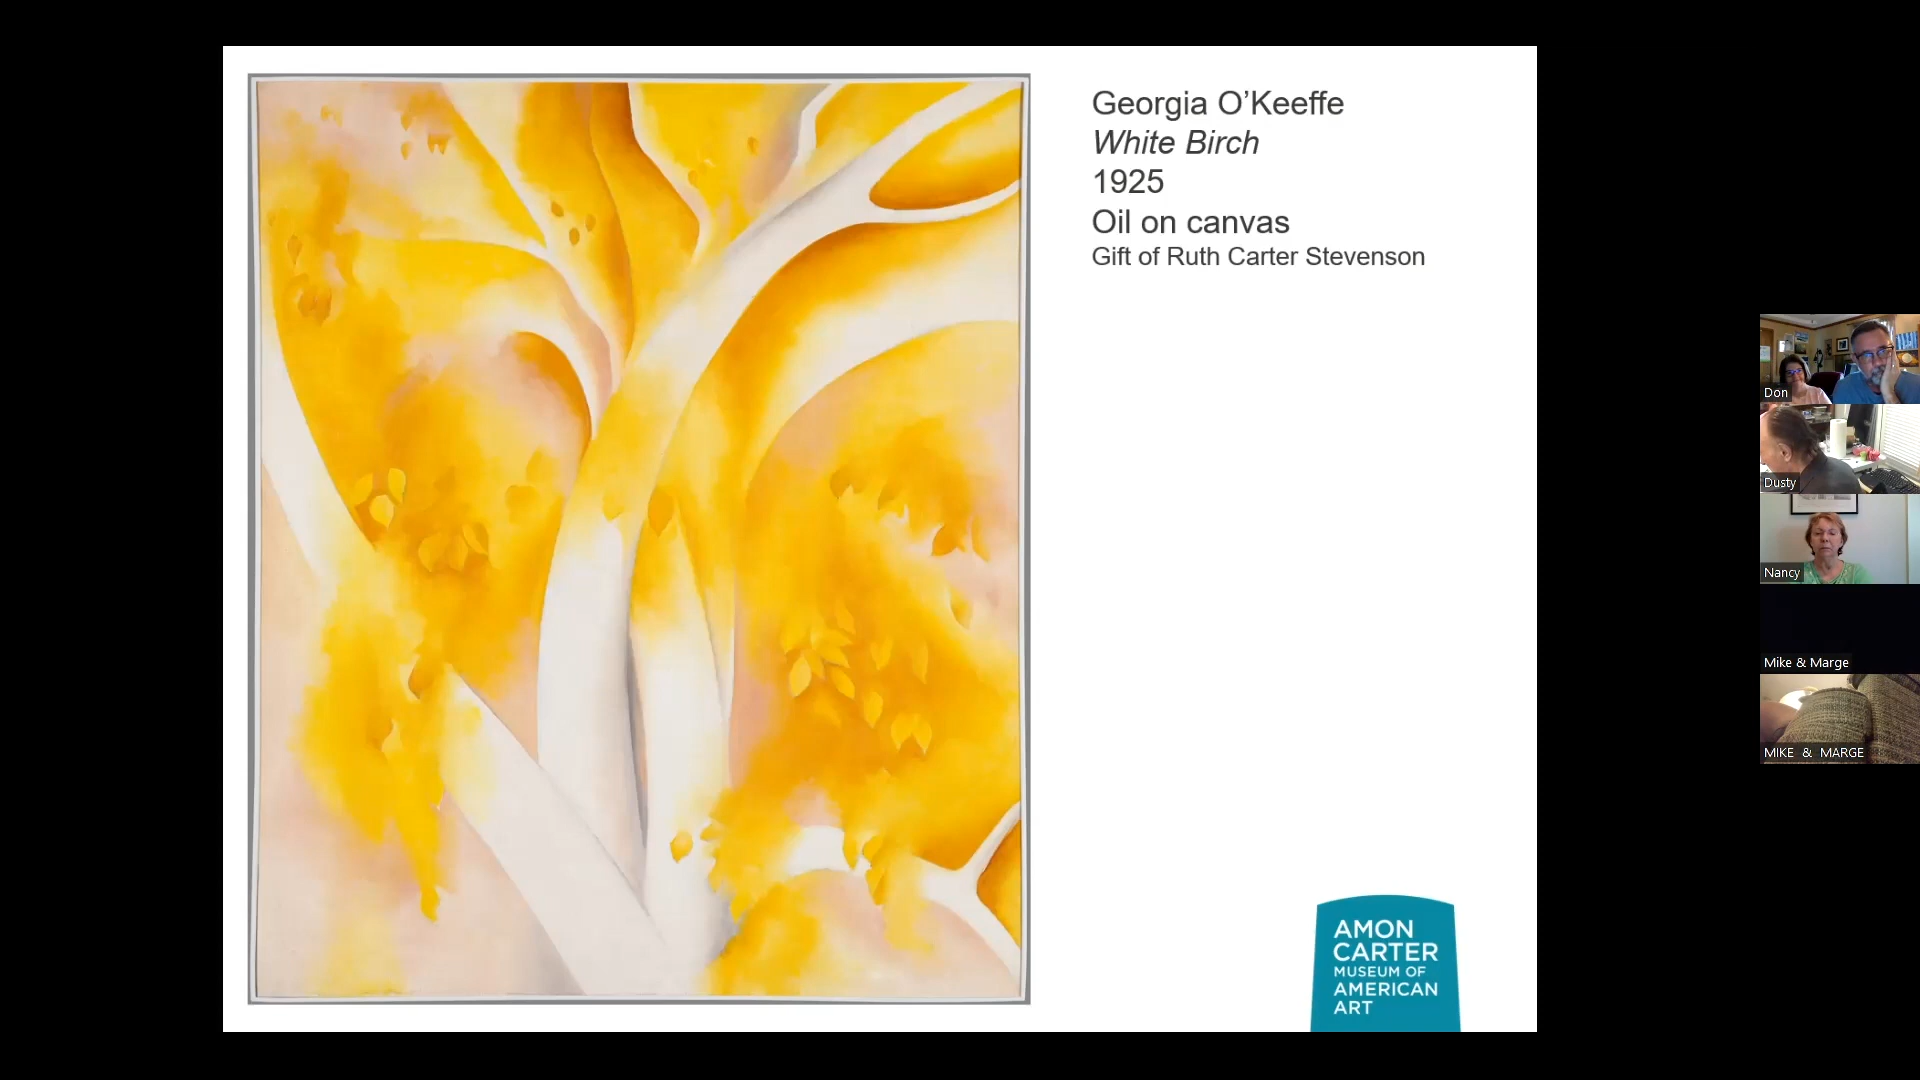 Georgia O’Keeffe
White Birch
1925
Oil on canvas
Gift of Ruth Carter Stevenson
AMON
CARTER
MUSEUM OF
AMERICAN
ART
Don
Dusty
Nancy
Mike & Marge
MIKE & MARGE